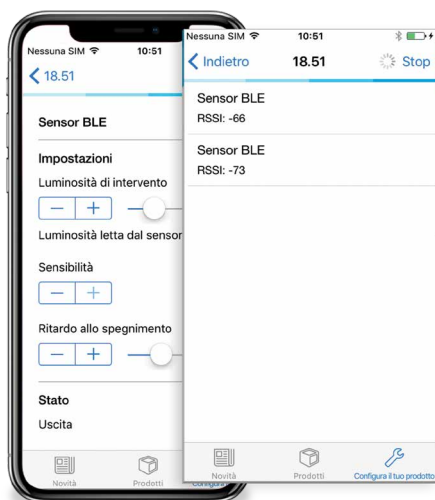 Nessuna SIM 10:51
18.51
Sensor BLE
Impostazioni
Luminosità di intervento
− +
Luminosità letta dal sensor
Sensibilità
− +
Ritardo allo spegnimento
− +
Stato
Uscita
Novità Prodotti Configura
Nessuna SIM 10:51
Indietro 18.51 Stop
Sensor BLE
RSSI: -66
Sensor BLE
RSSI: -73
Novità Prodotti Configura il tuo prodotto